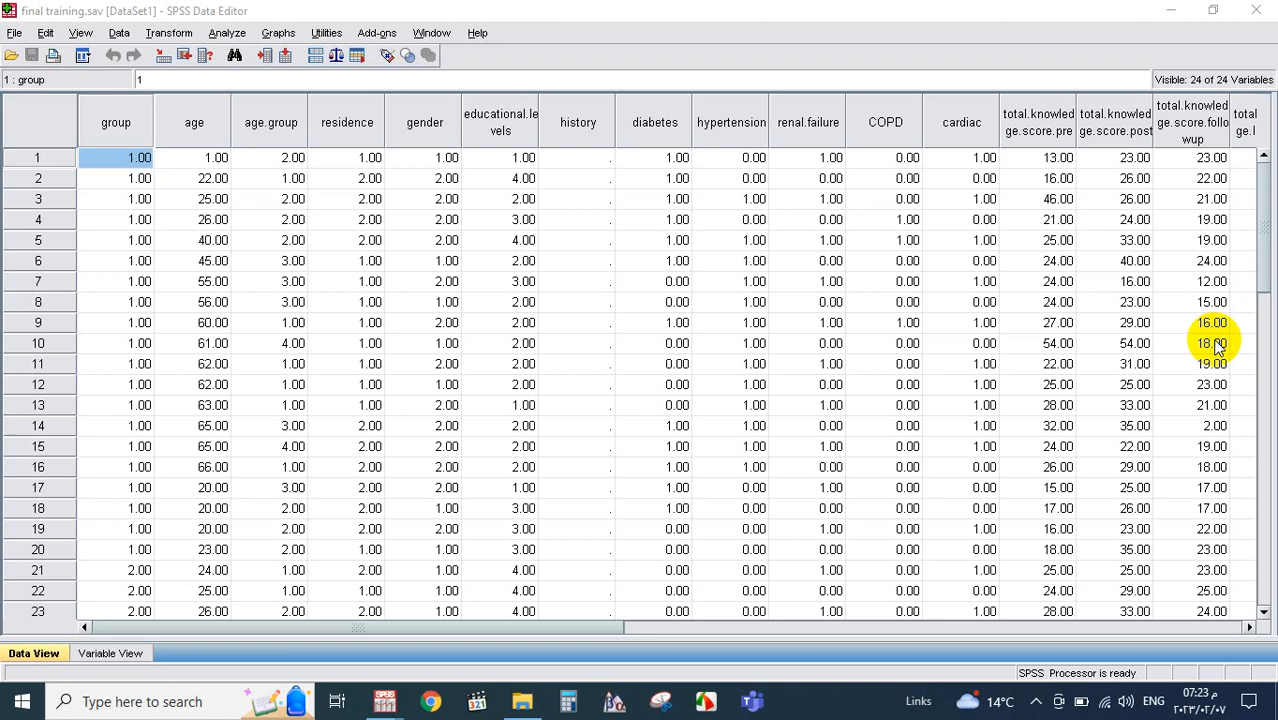 final training.sav [DataSet1] - SPSS Data Editor
File Edit View Data Transform Analyze Graphs Utilities Add-ons Window Help
1 : group 1 Visible: 24 of 24 Variables
group age age.group residence gender educational.le vels history diabetes hypertension renal.failure COPD cardiac total.knowled ge.score.pre total.knowled ge.score.post total.knowled ge.score.follo wup total ge.l
1 1.00 1.00 2.00 1.00 1.00 1.00 . 1.00 0.00 1.00 0.00 1.00 13.00 23.00 23.00
2 1.00 22.00 1.00 2.00 2.00 4.00 . 1.00 0.00 0.00 0.00 0.00 16.00 26.00 22.00
3 1.00 25.00 2.00 2.00 2.00 2.00 . 1.00 1.00 1.00 0.00 1.00 46.00 26.00 21.00
4 1.00 26.00 2.00 2.00 2.00 3.00 . 1.00 0.00 0.00 1.00 0.00 21.00 24.00 19.00
5 1.00 40.00 2.00 2.00 2.00 4.00 . 1.00 1.00 1.00 1.00 1.00 25.00 33.00 19.00
6 1.00 45.00 3.00 1.00 1.00 2.00 . 1.00 1.00 0.00 0.00 0.00 24.00 40.00 24.00
7 1.00 55.00 3.00 1.00 2.00 3.00 . 0.00 1.00 1.00 0.00 1.00 24.00 16.00 12.00
8 1.00 56.00 3.00 1.00 2.00 2.00 . 0.00 1.00 0.00 0.00 0.00 24.00 23.00 15.00
9 1.00 60.00 1.00 1.00 2.00 2.00 . 0.00 1.00 1.00 1.00 1.00 27.00 29.00 16.00
10 1.00 61.00 4.00 1.00 1.00 2.00 . 0.00 1.00 0.00 0.00 0.00 54.00 54.00 18.00
11 1.00 62.00 1.00 1.00 2.00 2.00 . 0.00 1.00 1.00 0.00 1.00 22.00 31.00 19.00
12 1.00 62.00 1.00 1.00 1.00 2.00 . 0.00 1.00 0.00 0.00 0.00 25.00 25.00 23.00
13 1.00 63.00 1.00 1.00 2.00 1.00 . 0.00 1.00 1.00 0.00 1.00 28.00 33.00 21.00
14 1.00 65.00 3.00 2.00 1.00 2.00 . 1.00 1.00 0.00 0.00 0.00 32.00 35.00 2.00
15 1.00 65.00 4.00 2.00 2.00 2.00 . 1.00 1.00 1.00 0.00 1.00 24.00 22.00 19.00
16 1.00 66.00 1.00 2.00 2.00 2.00 . 1.00 1.00 0.00 0.00 0.00 26.00 29.00 18.00
17 1.00 20.00 3.00 2.00 2.00 1.00 . 1.00 0.00 1.00 0.00 1.00 15.00 25.00 17.00
18 1.00 20.00 3.00 2.00 1.00 3.00 . 1.00 0.00 0.00 0.00 0.00 17.00 26.00 17.00
19 1.00 20.00 2.00 2.00 2.00 3.00 . 0.00 0.00 1.00 0.00 1.00 16.00 23.00 22.00
20 1.00 23.00 2.00 1.00 1.00 3.00 . 0.00 0.00 0.00 0.00 0.00 18.00 35.00 23.00
21 2.00 24.00 1.00 1.00 2.00 4.00 . 0.00 0.00 1.00 0.00 1.00 25.00 25.00 23.00
22 2.00 25.00 1.00 1.00 1.00 4.00 . 0.00 0.00 0.00 0.00 0.00 24.00 29.00 25.00
23 2.00 26.00 2.00 2.00 1.00 4.00 . 0.00 0.00 1.00 0.00 1.00 28.00 33.00 24.00
Data View Variable View
SPSS Processor is ready
Type here to search SPSS 321 Links 14°C ENG م 07:23
٢٠٢٣/٠٢/٠٧